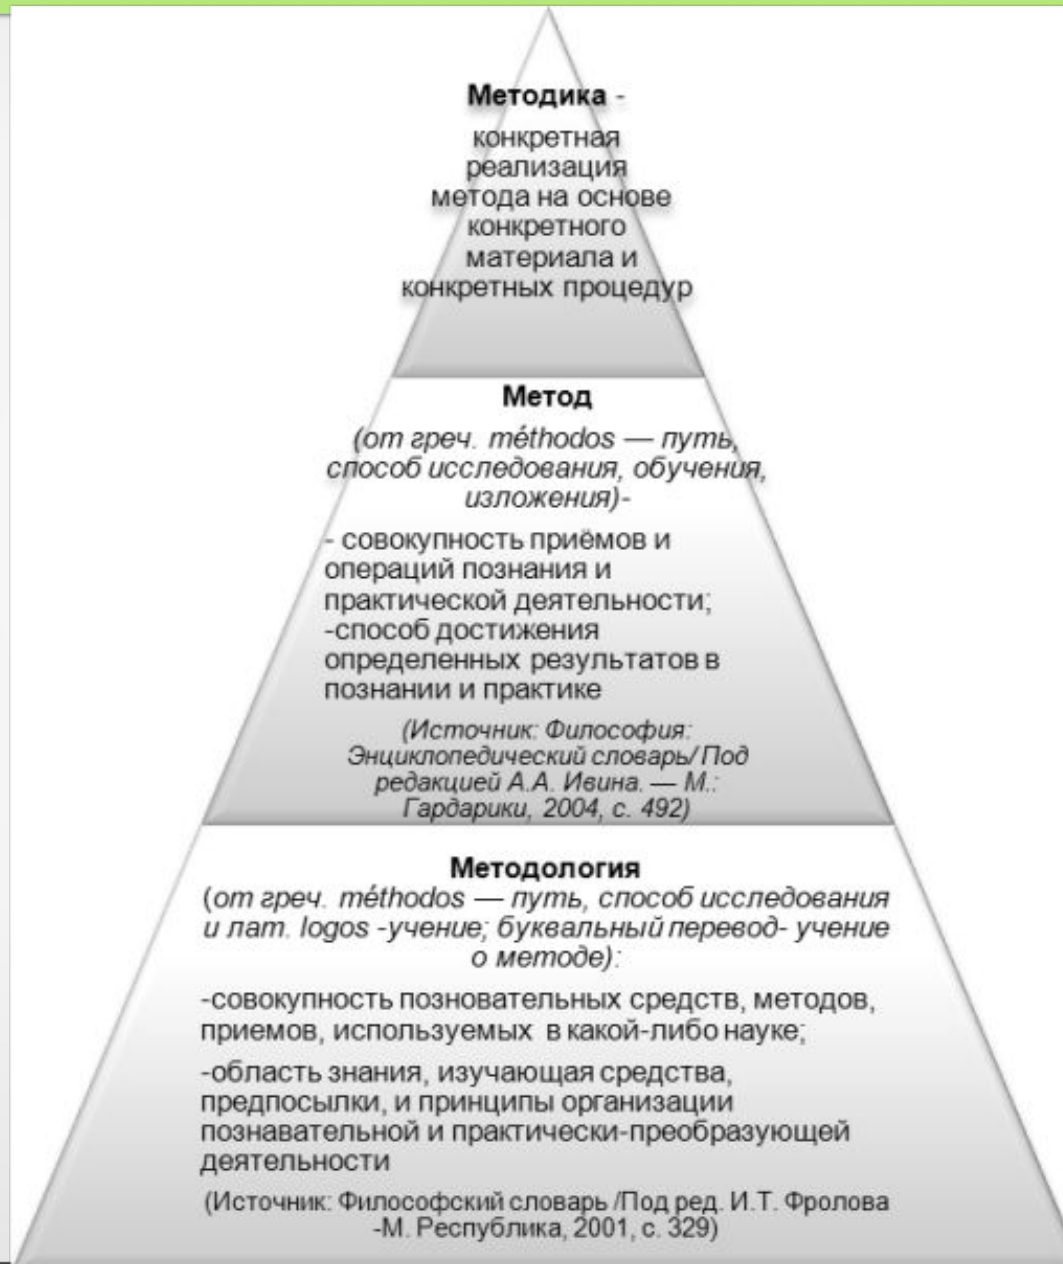 Методика -
конкретная
реализация
метода на основе
конкретного
материала и
конкретных процедур
Метод
(от греч. méthodos — путь,
способ исследования, обучения,
изложения)-
- совокупность приёмов и
операций познания и
практической деятельности;
-способ достижения
определенных результатов в
познании и практике
(Источник: Философия:
Энциклопедический словарь/ Под
редакцией А.А. Ивина. — М.:
Гардарики, 2004, с. 492)
Методология
(от греч. méthodos — путь, способ исследования
и лат. logos -учение; буквальный перевод- учение
о методе):
-совокупность позновательных средств, методов,
приемов, используемых в какой-либо науке;
-область знания, изучающая средства,
предпосылки, и принципы организации
познавательной и практически-преобразующей
деятельности
(Источник: Философский словарь /Под ред. И.Т. Фролова
-М. Республика, 2001, с. 329)